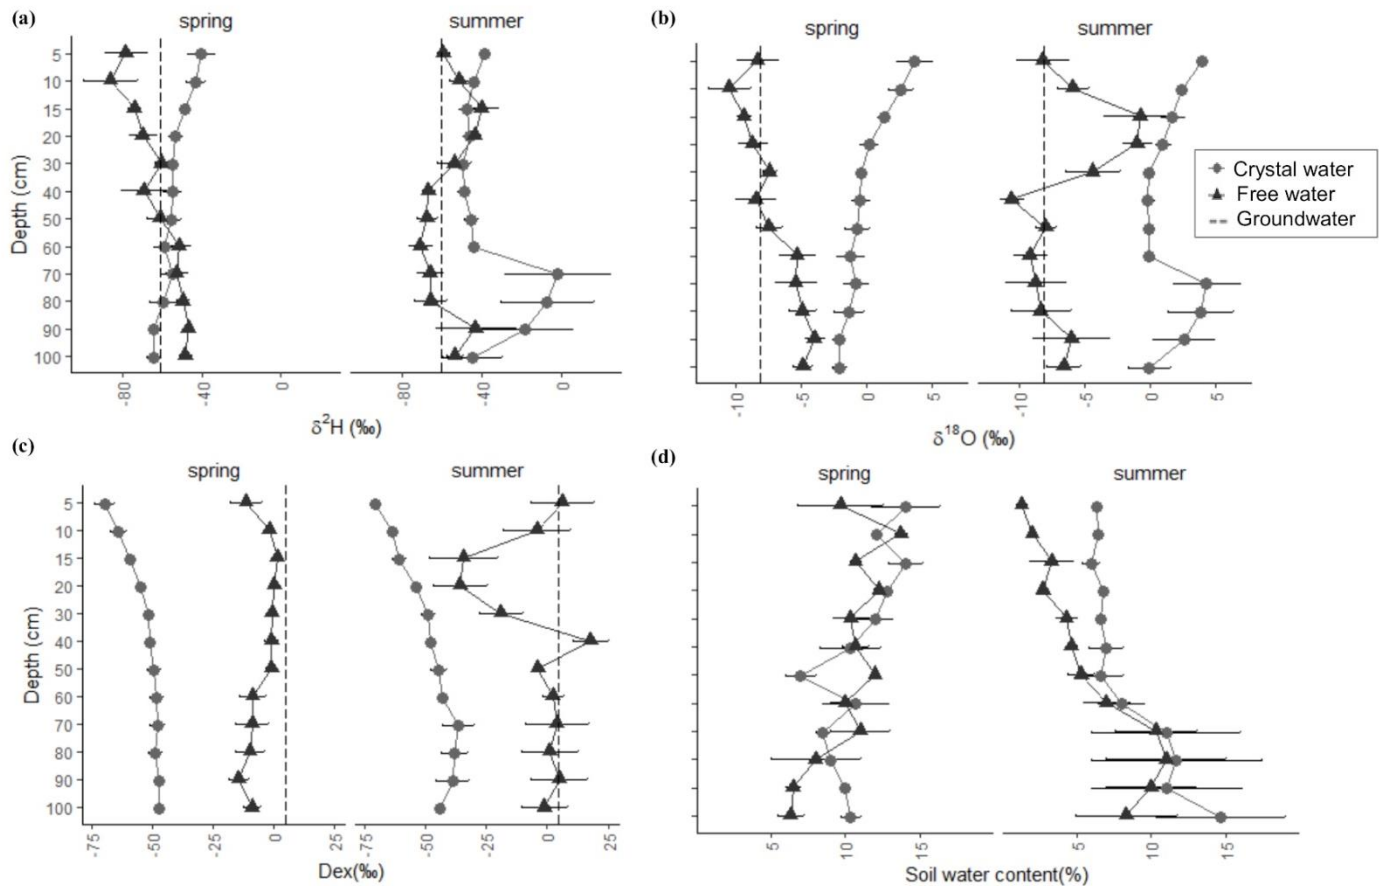 (a)
spring
summer
5
10
15
20
30
40
50
60
70
80
90
100
Depth (cm)
-80
-40
0
-80
-40
0
δ²H (‰)
(b)
spring
summer
-10
-5
0
5
-10
-5
0
5
δ¹⁸O (‰)
Crystal water
Free water
Groundwater
(c)
spring
summer
5
10
15
20
30
40
50
60
70
80
90
100
Depth (cm)
-75
-50
-25
0
25
-75
-50
-25
0
25
Dex(‰)
(d)
spring
summer
5
10
15
5
10
15
Soil water content(%)